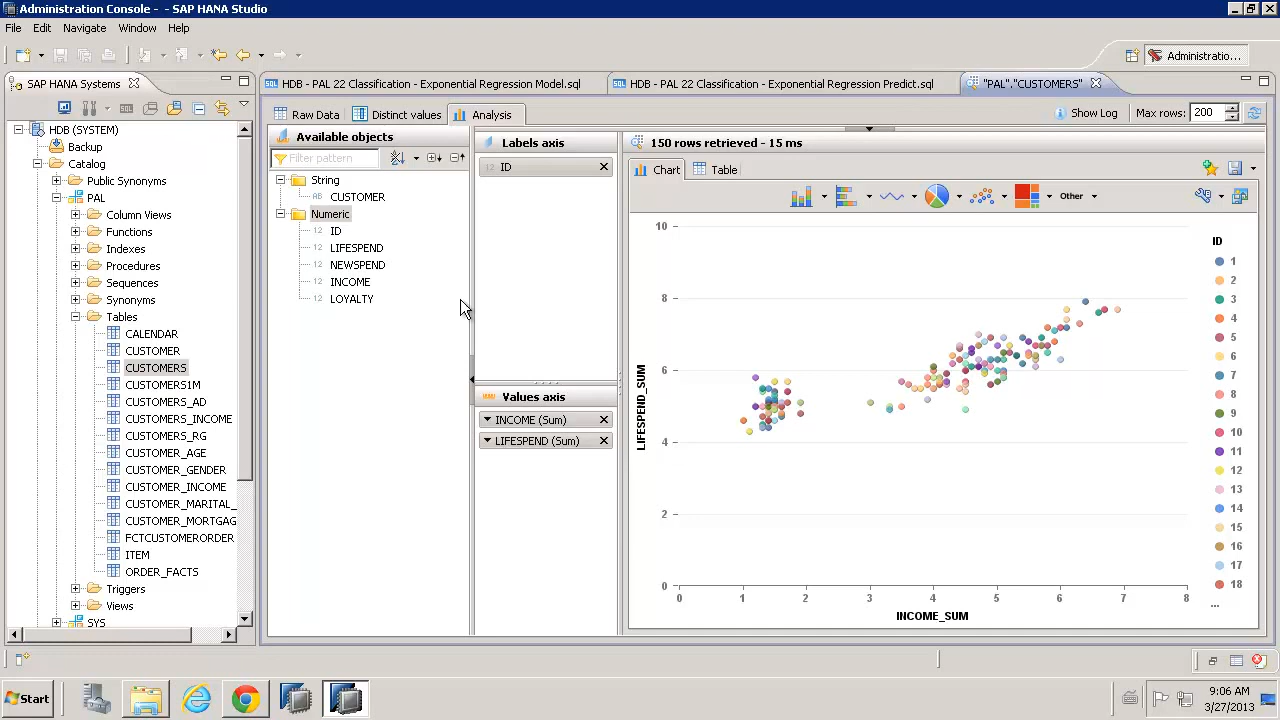 Administration Console - - SAP HANA Studio
File Edit Navigate Window Help
Administratio...
SAP HANA Systems
HDB - PAL 22 Classification - Exponential Regression Model.sql
HDB - PAL 22 Classification - Exponential Regression Predict.sql
"PAL"."CUSTOMERS"
HDB (SYSTEM)
Backup
Catalog
Public Synonyms
PAL
Column Views
Functions
Indexes
Procedures
Sequences
Synonyms
Tables
CALENDAR
CUSTOMER
CUSTOMERS
CUSTOMERS1M
CUSTOMERS_AD
CUSTOMERS_INCOME
CUSTOMERS_RG
CUSTOMER_AGE
CUSTOMER_GENDER
CUSTOMER_INCOME
CUSTOMER_MARITAL_
CUSTOMER_MORTGAG
FCTCUSTOMERORDER
ITEM
ORDER_FACTS
Triggers
Views
SYS
Raw Data
Distinct values
Analysis
Show Log
Max rows: 200
Available objects
Filter pattern
String
AB CUSTOMER
Numeric
12 ID
12 LIFESPEND
12 NEWSPEND
12 INCOME
12 LOYALTY
Labels axis
12 ID
Values axis
INCOME (Sum)
LIFESPEND (Sum)
150 rows retrieved - 15 ms
Chart
Table
Other
LIFESPEND_SUM
10
8
6
4
2
0
0 1 2 3 4 5 6 7 8
INCOME_SUM
ID
1
2
3
4
5
6
7
8
9
10
11
12
13
14
15
16
17
18
...
Start
9:06 AM
3/27/2013